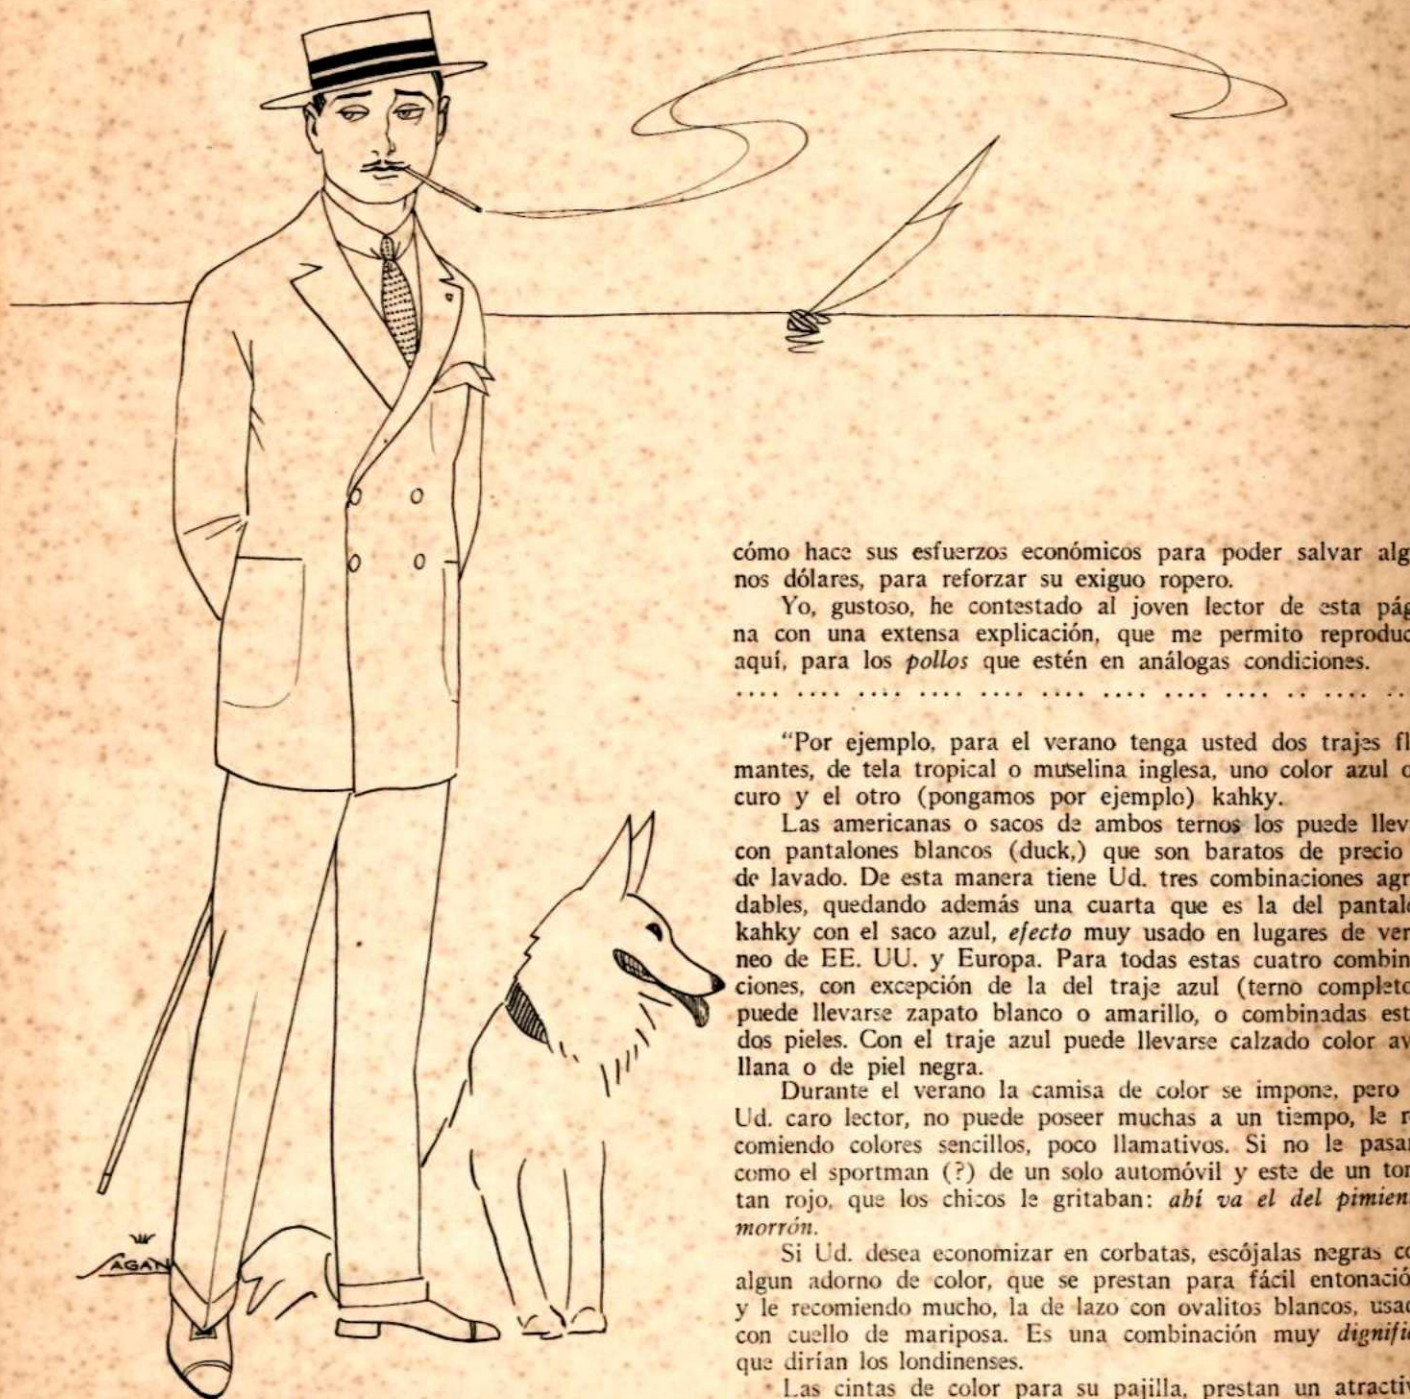 cómo hace sus esfuerzos económicos para poder salvar alg
nos dólares, para reforzar su exiguo ropero.
Yo, gustoso, he contestado al joven lector de esta pág
na con una extensa explicación, que me permito reproduc
aquí, para los pollos que estén en análogas condiciones.
.... .... .... .... .... .... .... .... .... .. .... ..
“Por ejemplo, para el verano tenga usted dos trajes fl
mantes, de tela tropical o muselina inglesa, uno color azul o
curo y el otro (pongamos por ejemplo) kahky.
Las americanas o sacos de ambos ternos los puede llev
con pantalones blancos (duck,) que son baratos de precio
de lavado. De esta manera tiene Ud. tres combinaciones agr
dables, quedando además una cuarta que es la del pantal
kahky con el saco azul, efecto muy usado en lugares de ver
neo de EE. UU. y Europa. Para todas estas cuatro combin
ciones, con excepción de la del traje azul (terno completo
puede llevarse zapato blanco o amarillo, o combinadas est
dos pieles. Con el traje azul puede llevarse calzado color av
llana o de piel negra.
Durante el verano la camisa de color se impone, pero
Ud. caro lector, no puede poseer muchas a un tiempo, le r
comiendo colores sencillos, poco llamativos. Si no le pasar
como el sportman (?) de un solo automóvil y este de un ton
tan rojo, que los chicos le gritaban: ahí va el del pimien
morrón.
Si Ud. desea economizar en corbatas, escójalas negras co
algun adorno de color, que se prestan para fácil entonació
y le recomiendo mucho, la de lazo con ovalitos blancos, usad
con cuello de mariposa. Es una combinación muy dignifi
que dirían los londinenses.
Las cintas de color para su pajilla, prestan un atractiv
SAGAN